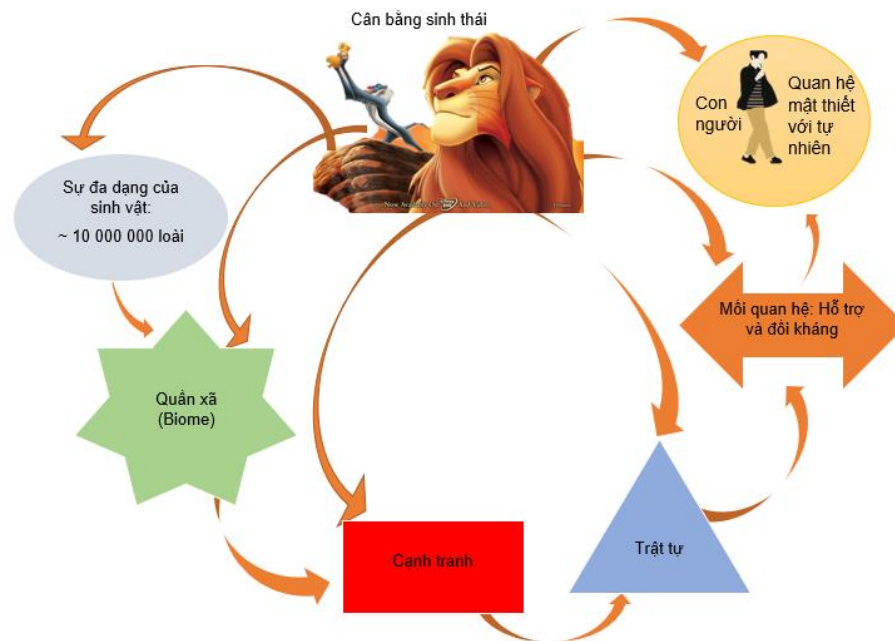 Cân bằng sinh thái
Con
người
Quan hệ
mật thiết
với tự
nhiên
Sự đa dạng của
sinh vật:
~ 10 000 000 loài
Mối quan hệ: Hỗ trợ
và đối kháng
Quần xã
(Biome)
Cạnh tranh
Trật tự